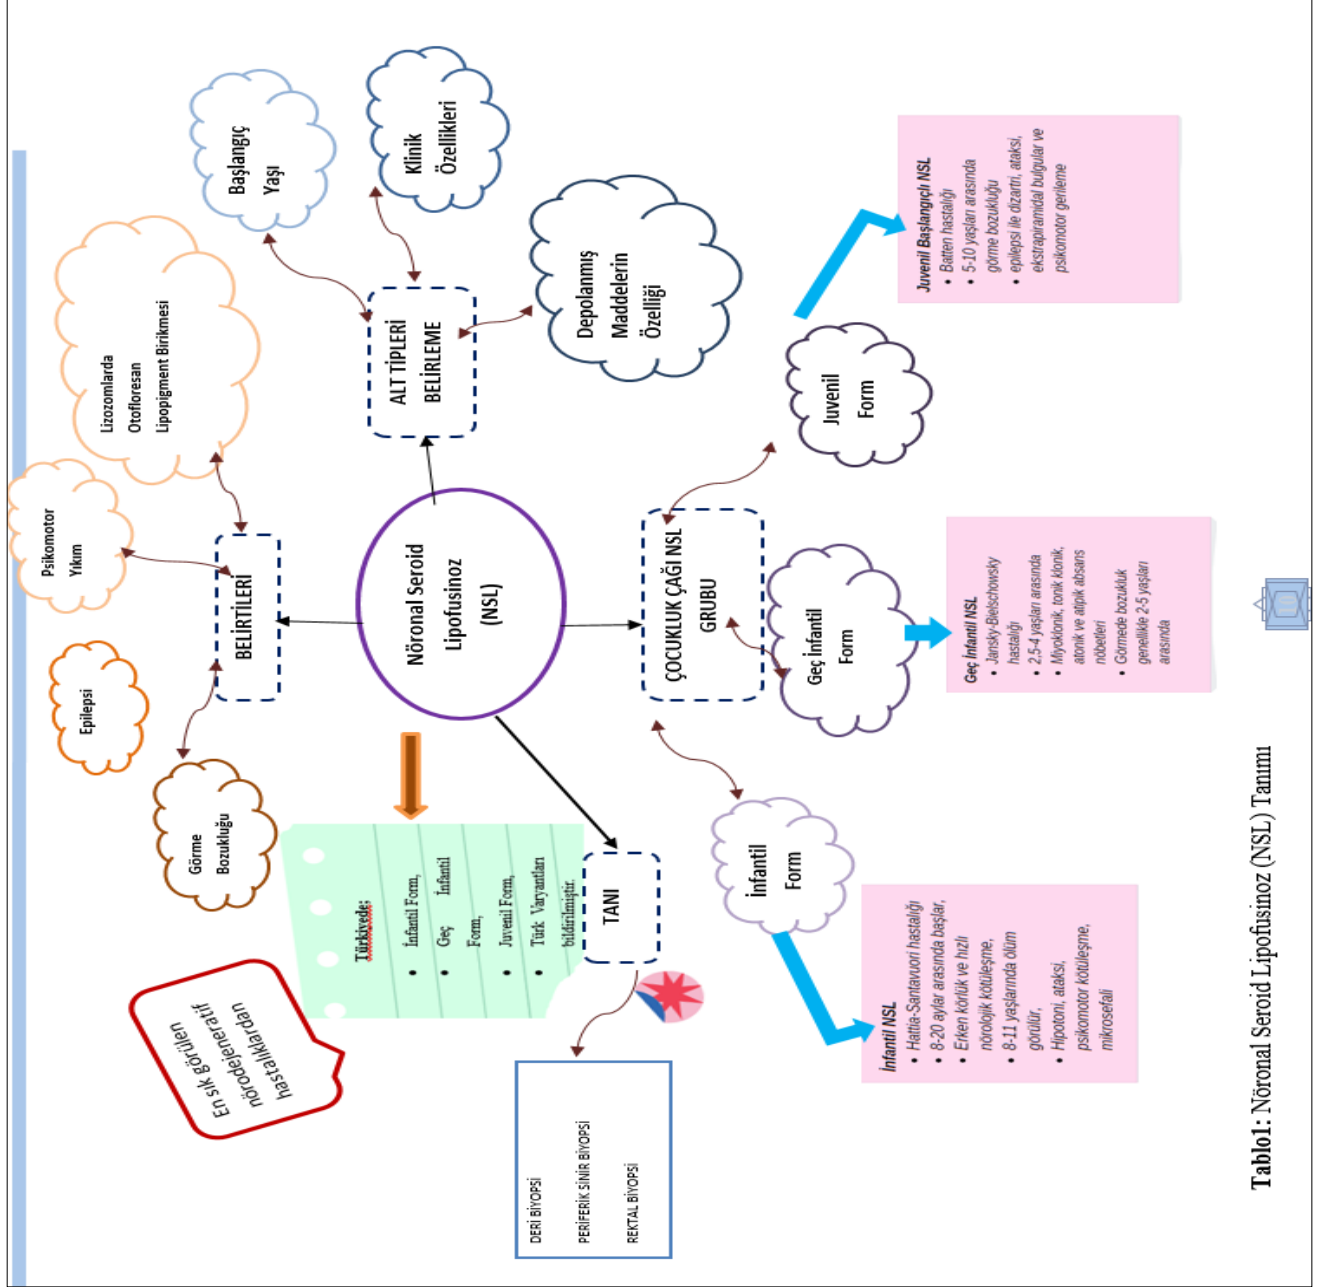 En sık görülen
nörodejeneratif
hastalıklardan
Görme
Bozukluğu
Epilepsi
Psikomotor
Yıkım
Lizozomlarda
Otofloresan
Lipopigment Birikmesi
BELİRTİLERİ
Başlangıç
Yaşı
Klinik
Özellikleri
ALT TİPLERİ
BELİRLEME
Depolanmış
Maddelerin
Özelliği
Nöronal Seroid
Lipofusinoz
(NSL)
Türkiyede;
• İnfantil Form,
• Geç İnfantil
Form,
• Juvenil Form,
• Türk Varyantları
bildirilmiştir.
TANI
DERİ BİYOPSİ
PERİFERİK SİNİR BİYOPSİ
REKTAL BİYOPSİ
ÇOCUKLUK ÇAĞI NSL
GRUBU
İnfantil
Form
Geç İnfantil
Form
Juvenil
Form
İnfantil NSL
• Hattia-Santavuori hastalığı
• 8-20 aylar arasında başlar,
• Erken körlük ve hızlı
nörolojik kötüleşme,
• 8-11 yaşlarında ölüm
görülür,
• Hipotoni, ataksi,
psikomotor kötüleşme,
mikrosefali
Geç İnfantil NSL
• Jansky-Bielschowsky
hastalığı
• 2,5-4 yaşları arasında
• Miyoklonik, tonik klonik,
atonik ve atipik absans
nöbetleri
• Görmede bozukluk
genellikle 2-5 yaşları
arasında
Juvenil Başlangıçlı NSL
• Batten hastalığı
• 5-10 yaşları arasında
görme bozukluğu
• epilepsi ile dizartri, ataksi,
ekstrapiramidal bulgular ve
psikomotor gerileme
Tablo1: Nöronal Seroid Lipofusinoz (NSL) Tanımı
10